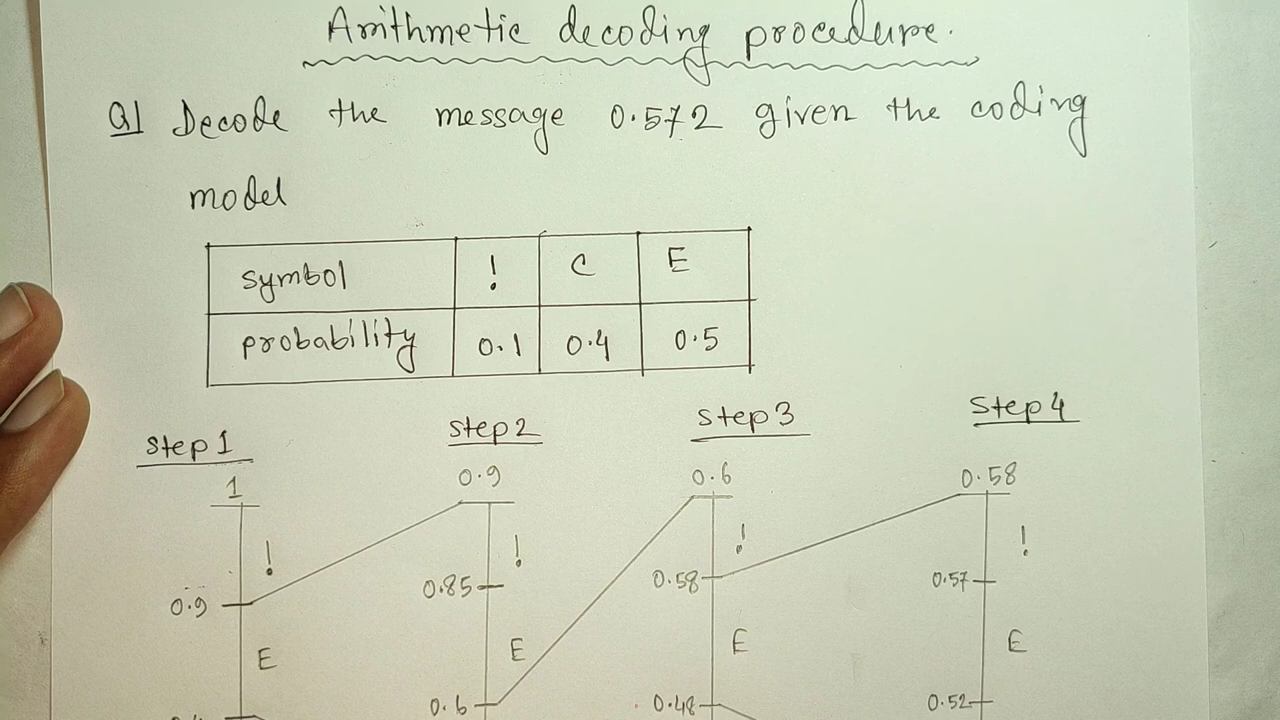 Arithmetic decoding procedure.
Q1 Decode the message 0.572 given the coding
model
symbol ! C E
probability 0.1 0.4 0.5
Step 1 Step 2 Step 3 Step 4
1 0.9 0.6 0.58
! ! ! !
0.9 0.85 0.58 0.57
E E E E
0.6 0.48 0.52